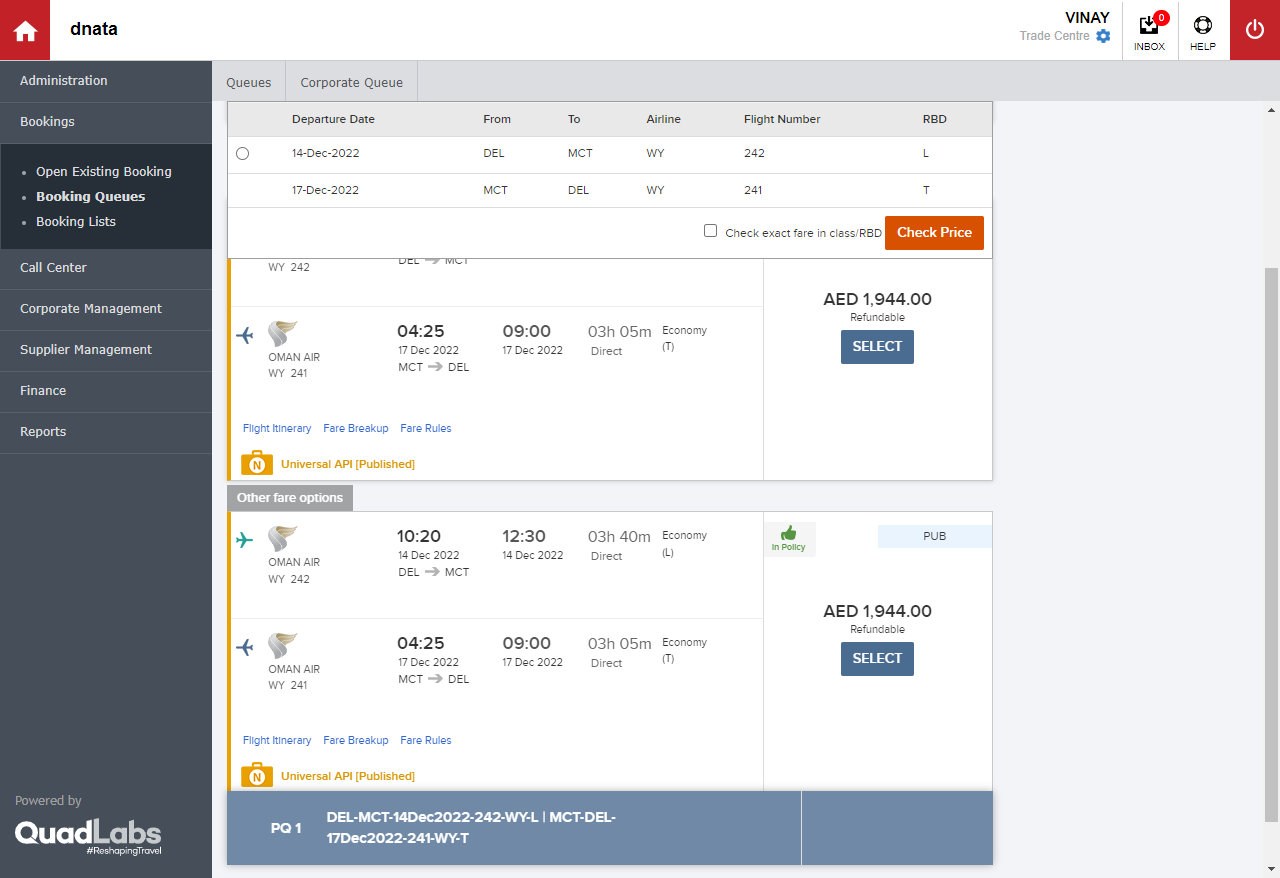 dnata
VINAY
Trade Centre
0
INBOX
HELP
Administration
Bookings
Open Existing Booking
Booking Queues
Booking Lists
Call Center
Corporate Management
Supplier Management
Finance
Reports
Powered by
QuadLabs
#ReshapingTravel
Queues
Corporate Queue
Departure Date From To Airline Flight Number RBD
14-Dec-2022 DEL MCT WY 242 L
17-Dec-2022 MCT DEL WY 241 T
Check exact fare in class/RBD Check Price
DEL MCT
WY 242
AED 1,944.00
Refundable
SELECT
04:25 09:00 03h 05m Economy
17 Dec 2022 17 Dec 2022 Direct (T)
OMAN AIR
MCT DEL
WY 241
Flight Itinerary Fare Breakup Fare Rules
N Universal API [Published]
Other fare options
10:20 12:30 03h 40m Economy
14 Dec 2022 14 Dec 2022 Direct (L)
OMAN AIR
DEL MCT
WY 242
In Policy
PUB
AED 1,944.00
Refundable
SELECT
04:25 09:00 03h 05m Economy
17 Dec 2022 17 Dec 2022 Direct (T)
OMAN AIR
MCT DEL
WY 241
Flight Itinerary Fare Breakup Fare Rules
N Universal API [Published]
PQ 1
DEL-MCT-14Dec2022-242-WY-L | MCT-DEL-
17Dec2022-241-WY-T